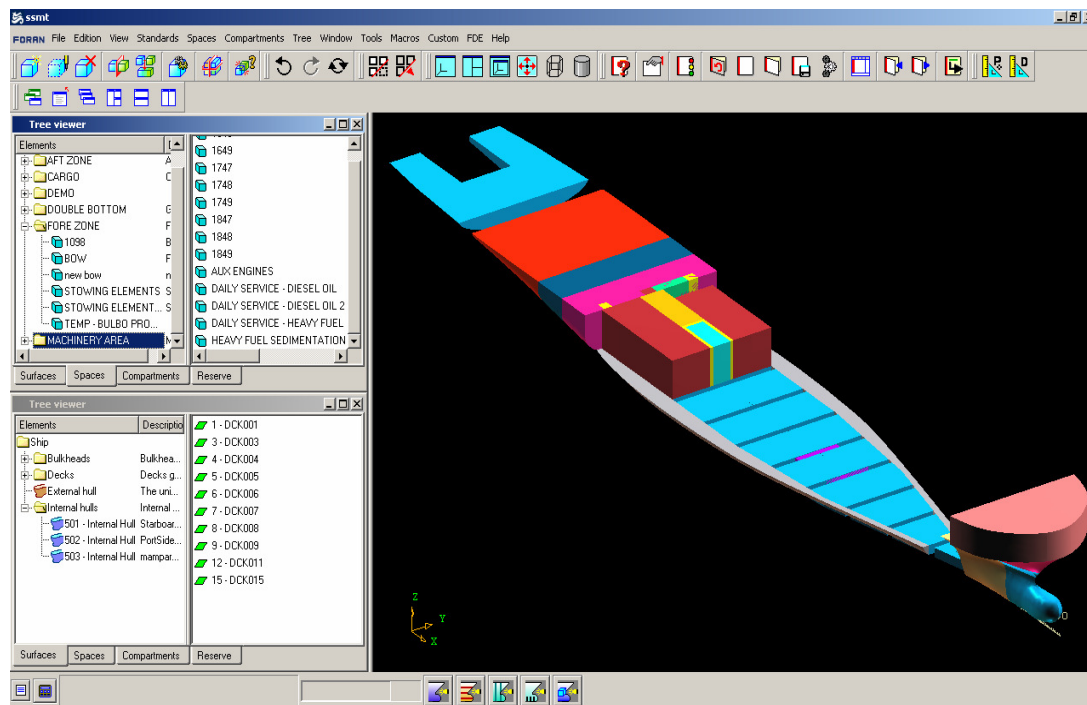 ssmt
FORAN File Edition View Standards Spaces Compartments Tree Window Tools Macros Custom FDE Help
Tree viewer
Elements
AFT ZONE A
CARGO C
DEMO
DOUBLE BOTTOM G
FORE ZONE F
1098 B
BOW F
new bow n
STOWING ELEMENTS S
STOWING ELEMENT... S
TEMP - BULBO PRO...
MACHINERY AREA M
1649
1747
1748
1749
1847
1848
1849
AUX ENGINES
DAILY SERVICE - DIESEL OIL
DAILY SERVICE - DIESEL OIL 2
DAILY SERVICE - HEAVY FUEL
HEAVY FUEL SEDIMENTATION
Surfaces Spaces Compartments Reserve
Tree viewer
Elements Descriptio
Ship
Bulkheads Bulkhea...
Decks Decks g...
External hull The uni...
Internal hulls Internal ...
501 - Internal Hull Starboar...
502 - Internal Hull PortSide...
503 - Internal Hull mampar...
1 - DCK001
3 - DCK003
4 - DCK004
5 - DCK005
6 - DCK006
7 - DCK007
8 - DCK008
9 - DCK009
12 - DCK011
15 - DCK015
Surfaces Spaces Compartments Reserve
Z
Y
X